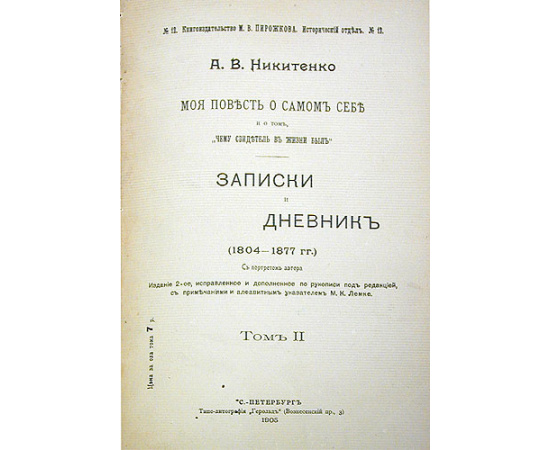 № 12. Книгоиздательство М. В. ПИРОЖКОВА. Историческій отдѣлъ. № 12.
А. В. Никитенко
МОЯ ПОВѢСТЬ О САМОМЪ СЕБѢ
и о томъ,
„ЧЕМУ СВИДѢТЕЛЬ ВЪ ЖИЗНИ БЫЛЪ"
ЗАПИСКИ
и
ДНЕВНИКЪ
(1804—1877 гг.)
Съ портретомъ автора
Изданіе 2-ое, исправленное и дополненное по рукописи подъ редакціей,
съ примѣчаніями и алфавитнымъ указателемъ М. К. Лемке.
Томъ II
Цѣна за оба тома 7 р.
С.-ПЕТЕРБУРГЪ
Типо-литографія „Герольдъ" (Вознесенскій пр., 3)
1905